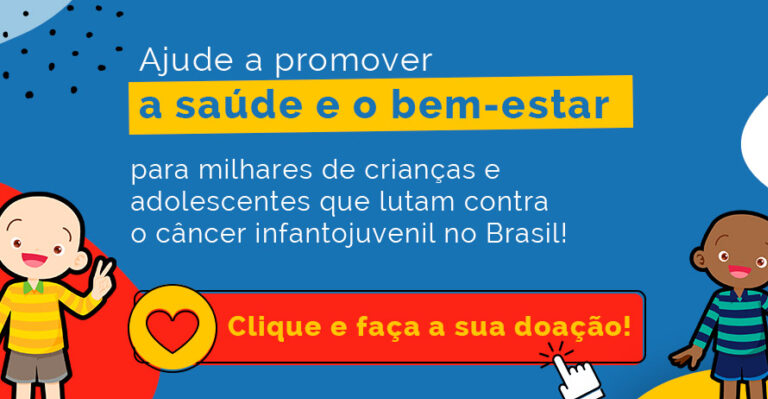 Ajude a promover
a saúde e o bem-estar
para milhares de crianças e
adolescentes que lutam contra
o câncer infantojuvenil no Brasil!
Clique e faça a sua doação!